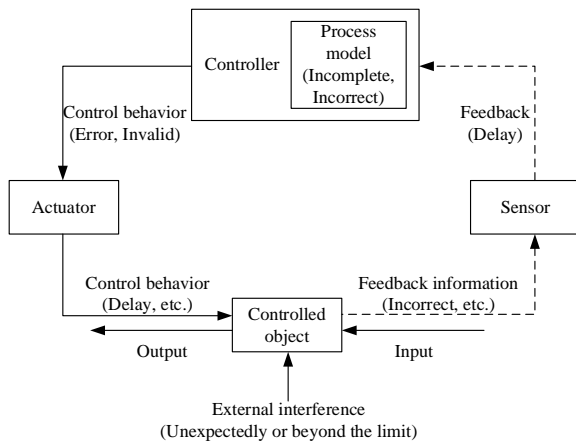 Controller
Process
model
(Incomplete,
Incorrect)
Control behavior
(Error, Invalid)
Feedback
(Delay)
Actuator
Sensor
Control behavior
(Delay, etc.)
Feedback information
(Incorrect, etc.)
Controlled
object
Output
Input
External interference
(Unexpectedly or beyond the limit)